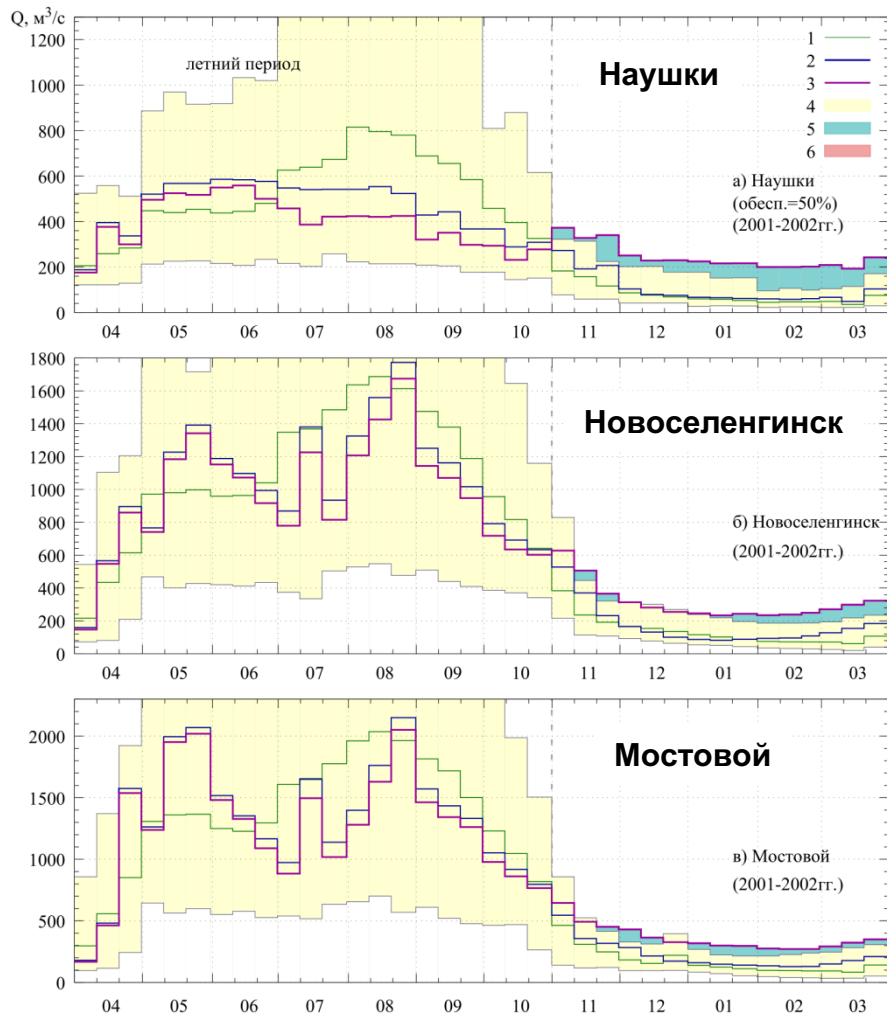 Q, м³/с
1200
1000
800
600
400
200
0
летний период
Наушки
1
2
3
4
5
6
а) Наушки
(обесп.=50%)
(2001-2002гг.)
04 05 06 07 08 09 10 11 12 01 02 03
1800
1600
1400
1200
1000
800
600
400
200
0
Новоселенгинск
б) Новоселенгинск
(2001-2002гг.)
04 05 06 07 08 09 10 11 12 01 02 03
2000
1500
1000
500
0
Мостовой
в) Мостовой
(2001-2002гг.)
04 05 06 07 08 09 10 11 12 01 02 03